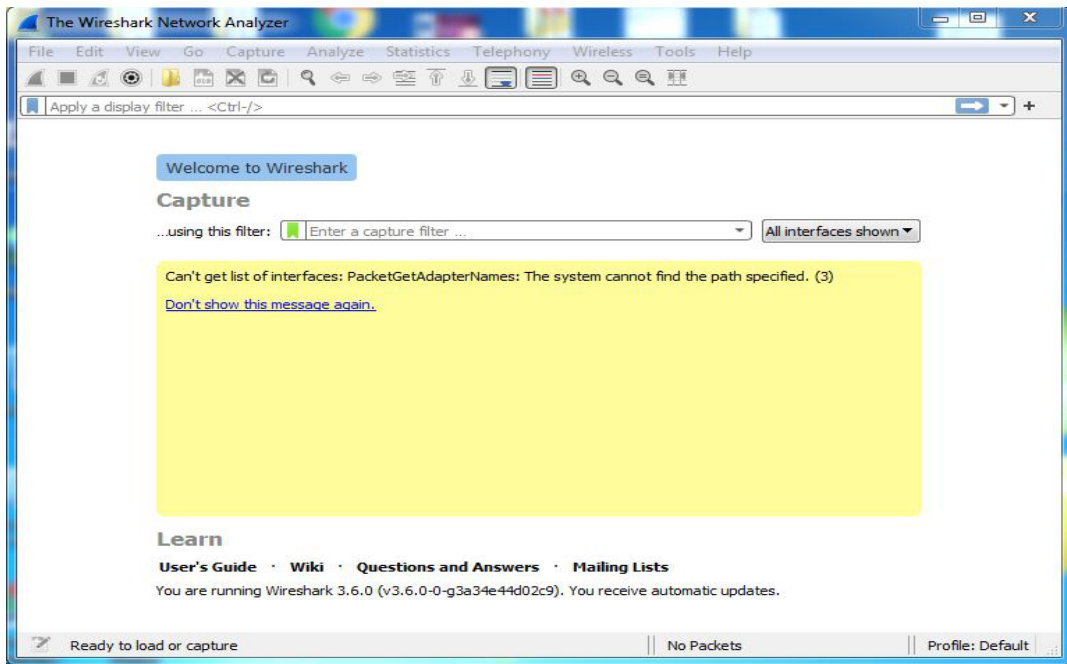 The Wireshark Network Analyzer
File Edit View Go Capture Analyze Statistics Telephony Wireless Tools Help
Apply a display filter ... <Ctrl-/>
Welcome to Wireshark
Capture
...using this filter: Enter a capture filter ... All interfaces shown
Can't get list of interfaces: PacketGetAdapterNames: The system cannot find the path specified. (3)
Don't show this message again.
Learn
User's Guide · Wiki · Questions and Answers · Mailing Lists
You are running Wireshark 3.6.0 (v3.6.0-0-g3a34e44d02c9). You receive automatic updates.
Ready to load or capture No Packets Profile: Default